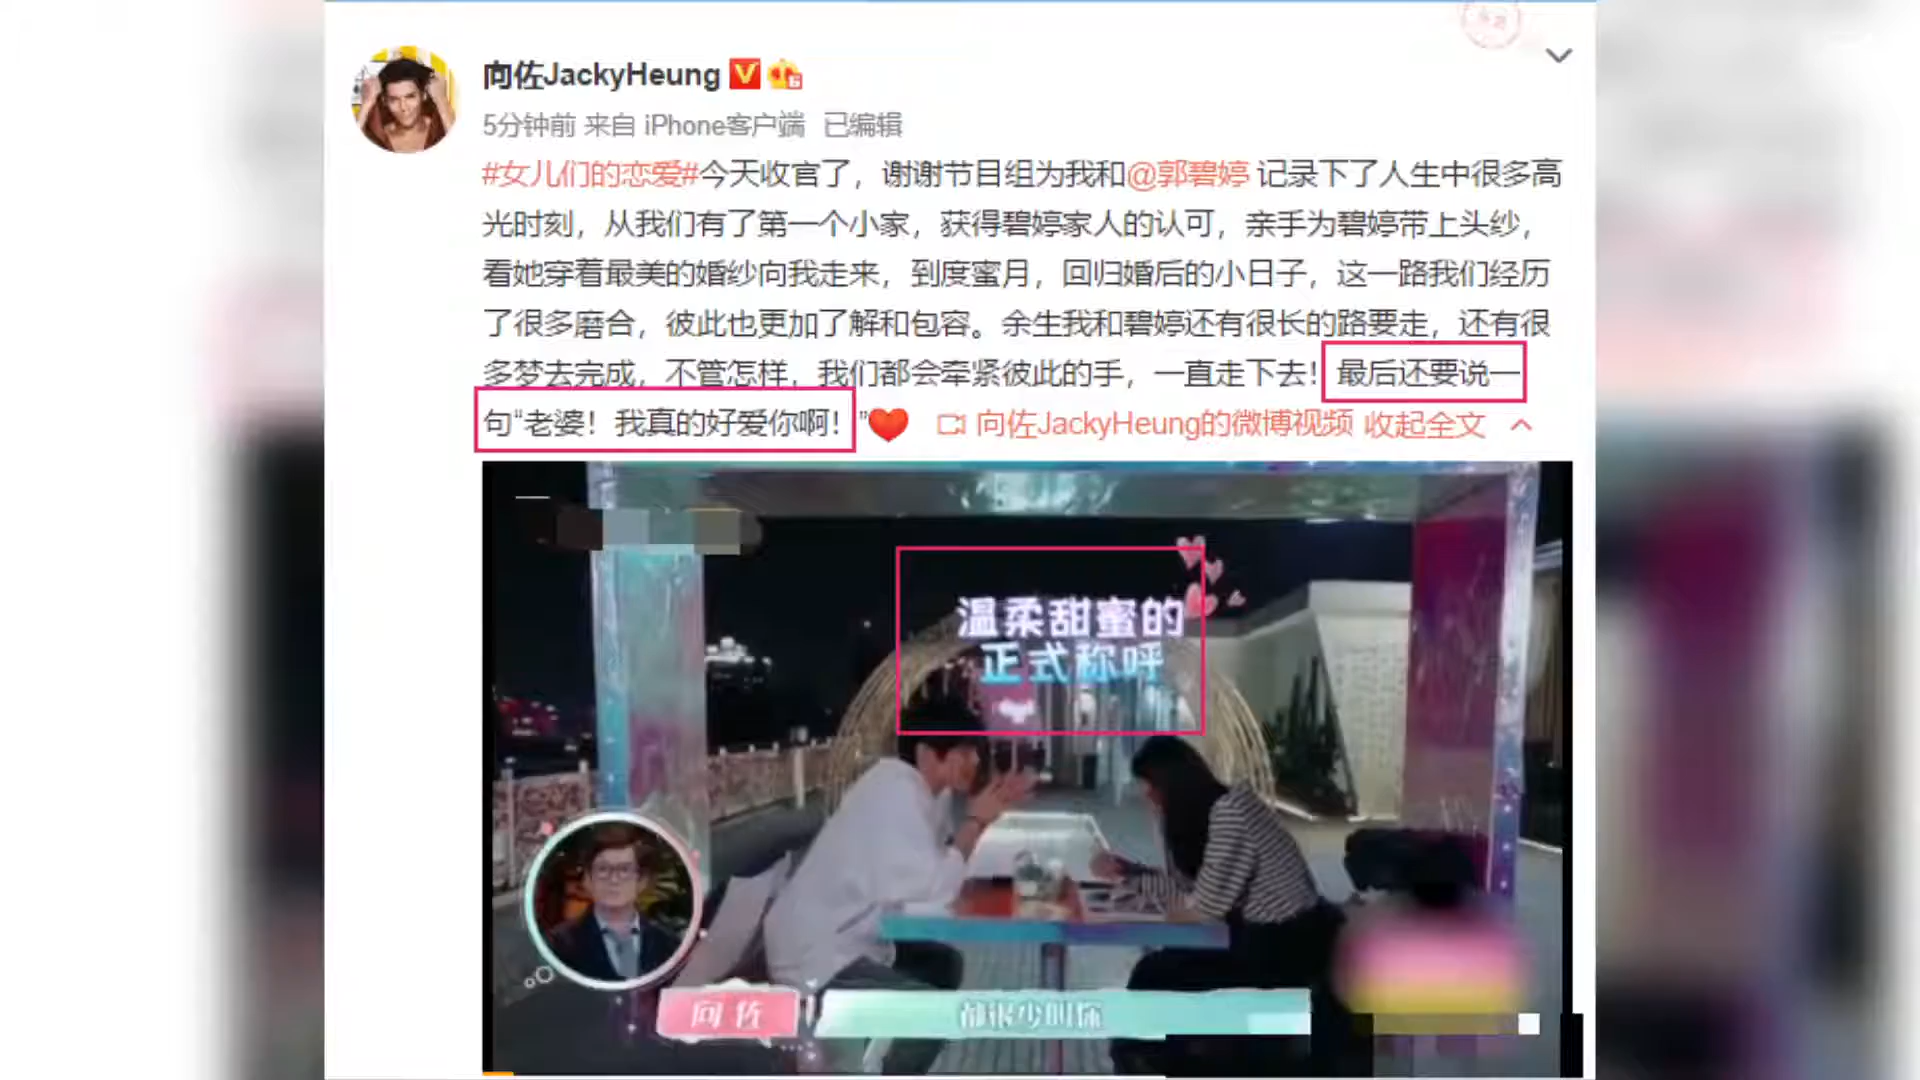 向佐JackyHeung
5分钟前 来自 iPhone客户端 已编辑
#女儿们的恋爱#今天收官了，谢谢节目组为我和@郭碧婷 记录下了人生中很多高
光时刻，从我们有了第一个小家，获得碧婷家人的认可，亲手为碧婷带上头纱，
看她穿着最美的婚纱向我走来，到度蜜月，回归婚后的小日子，这一路我们经历
了很多磨合，彼此也更加了解和包容。余生我和碧婷还有很长的路要走，还有很
多梦去完成，不管怎样，我们都会牵紧彼此的手，一直走下去！最后还要说一
句“老婆！我真的好爱你啊！”❤ 向佐JackyHeung的微博视频 收起全文
温柔甜蜜的
正式称呼
向佐
都很少叫你